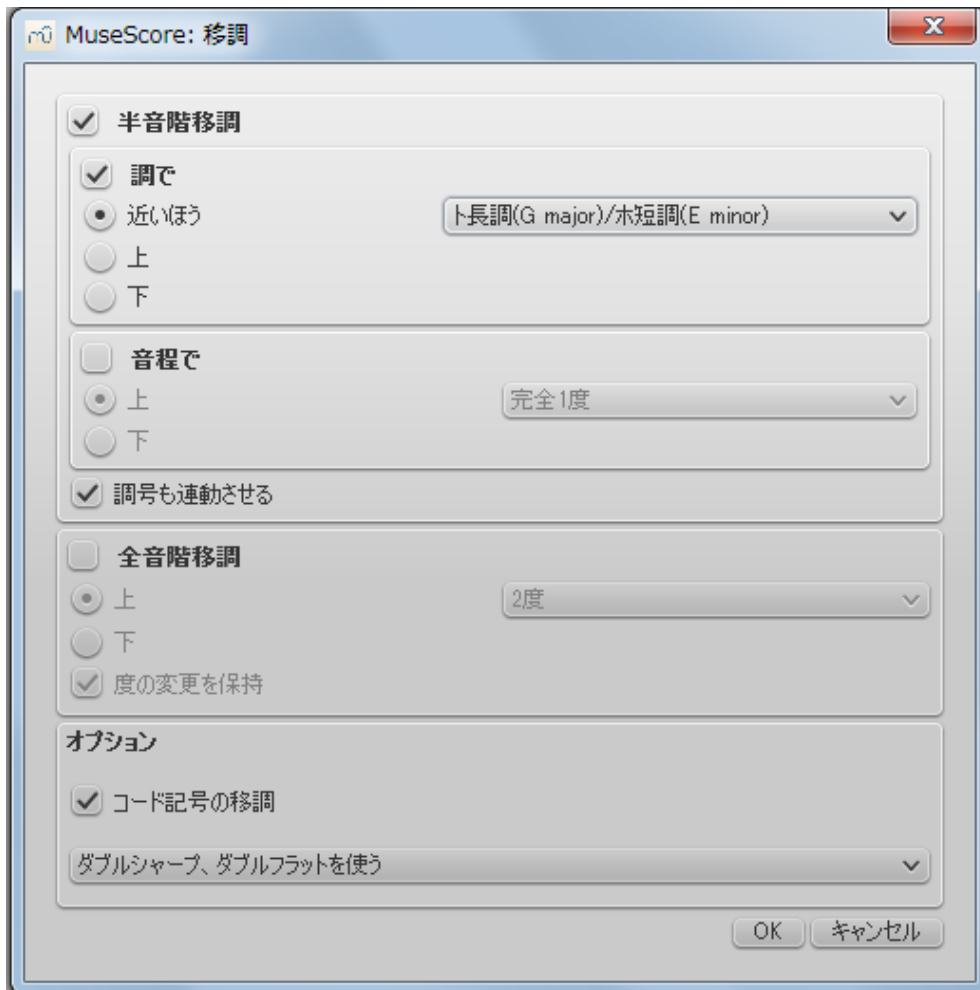 MuseScore: 移調
半音階移調
調で
近いほう
ト長調(G major)/ホ短調(E minor)
上
下
音程で
上
完全1度
下
調号も連動させる
全音階移調
上
2度
下
度の変更を保持
オプション
コード記号の移調
ダブルシャープ、ダブルフラットを使う
OK
キャンセル